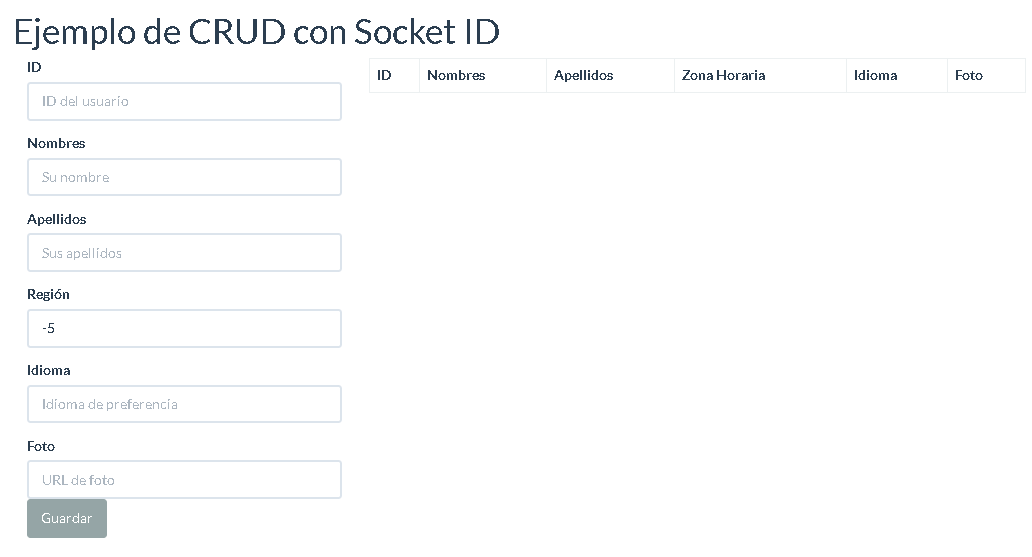 Ejemplo de CRUD con Socket ID
ID
ID del usuario
Nombres
Su nombre
Apellidos
Sus apellidos
Región
-5
Idioma
Idioma de preferencia
Foto
URL de foto
Guardar
ID Nombres Apellidos Zona Horaria Idioma Foto